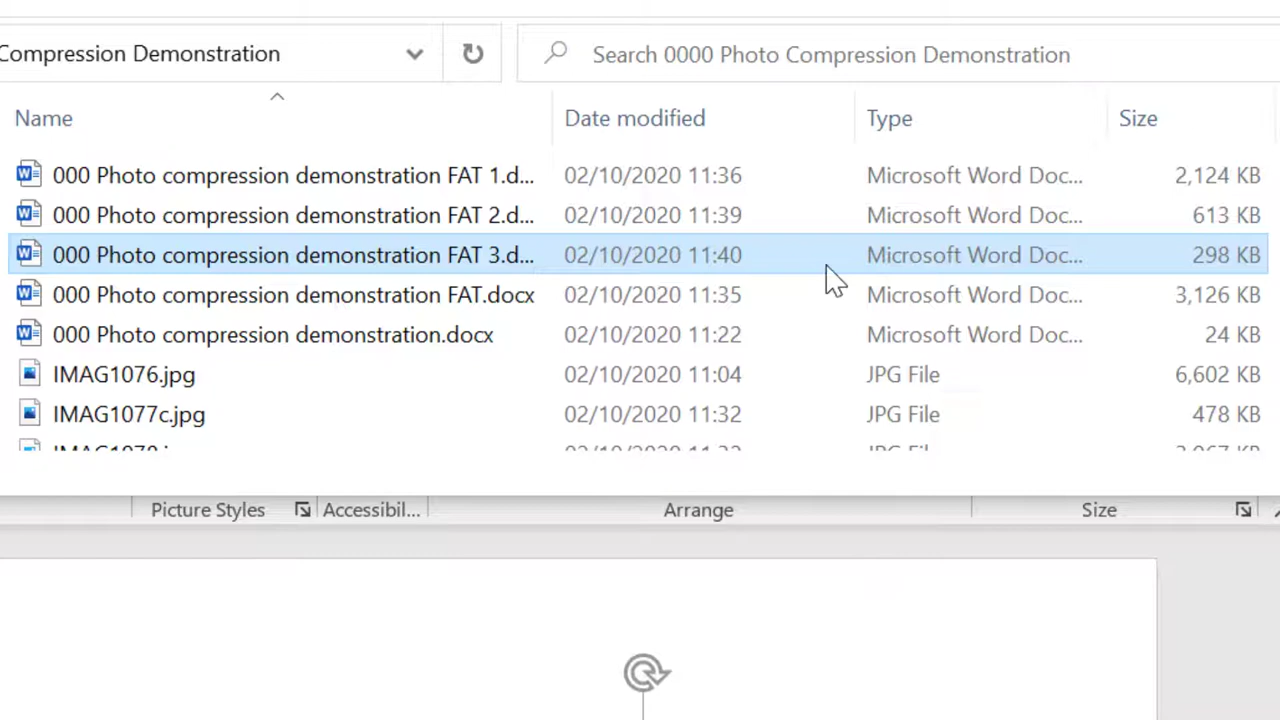 Compression Demonstration Search 0000 Photo Compression Demonstration
Name Date modified Type Size
000 Photo compression demonstration FAT 1.d... 02/10/2020 11:36 Microsoft Word Doc... 2,124 KB
000 Photo compression demonstration FAT 2.d... 02/10/2020 11:39 Microsoft Word Doc... 613 KB
000 Photo compression demonstration FAT 3.d... 02/10/2020 11:40 Microsoft Word Doc... 298 KB
000 Photo compression demonstration FAT.docx 02/10/2020 11:35 Microsoft Word Doc... 3,126 KB
000 Photo compression demonstration.docx 02/10/2020 11:22 Microsoft Word Doc... 24 KB
IMAG1076.jpg 02/10/2020 11:04 JPG File 6,602 KB
IMAG1077c.jpg 02/10/2020 11:32 JPG File 478 KB
Picture Styles Accessibil... Arrange Size